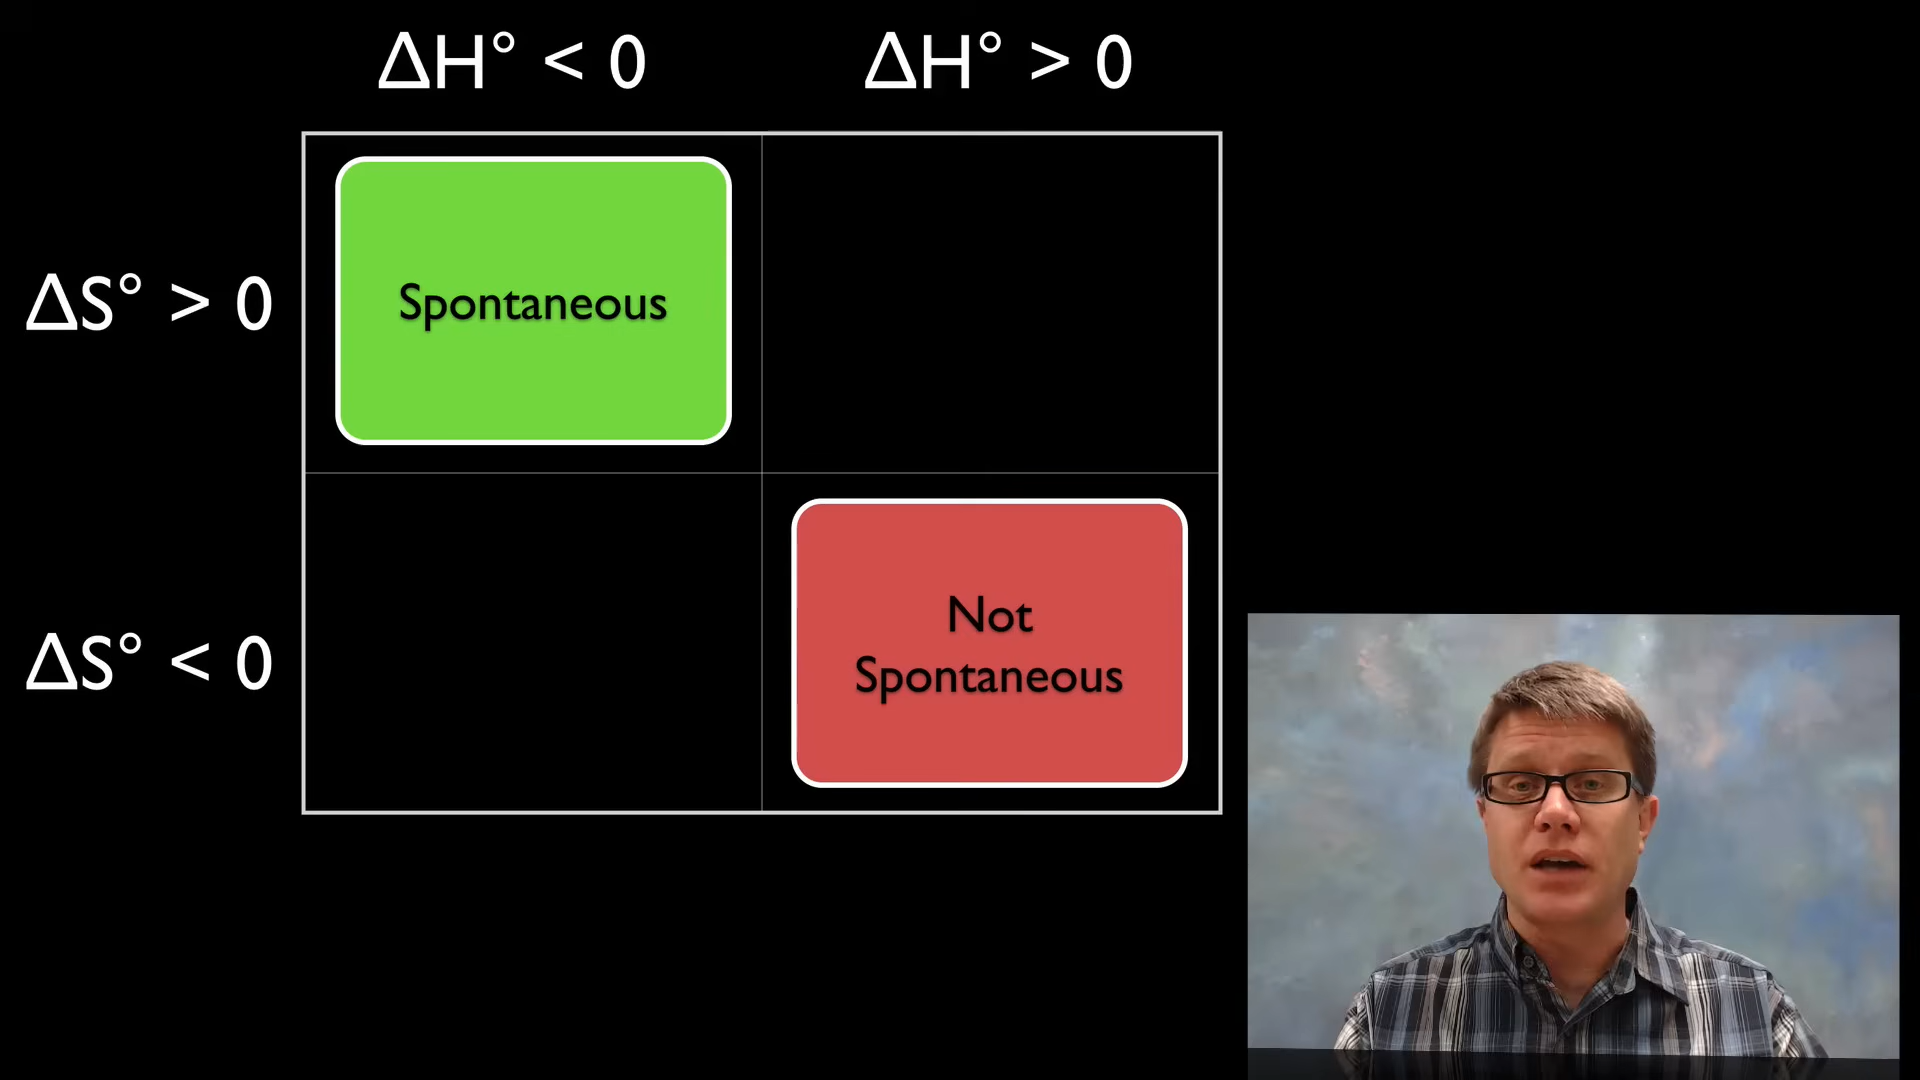 ΔH° < 0
ΔH° > 0
ΔS° > 0
Spontaneous
ΔS° < 0
Not
Spontaneous